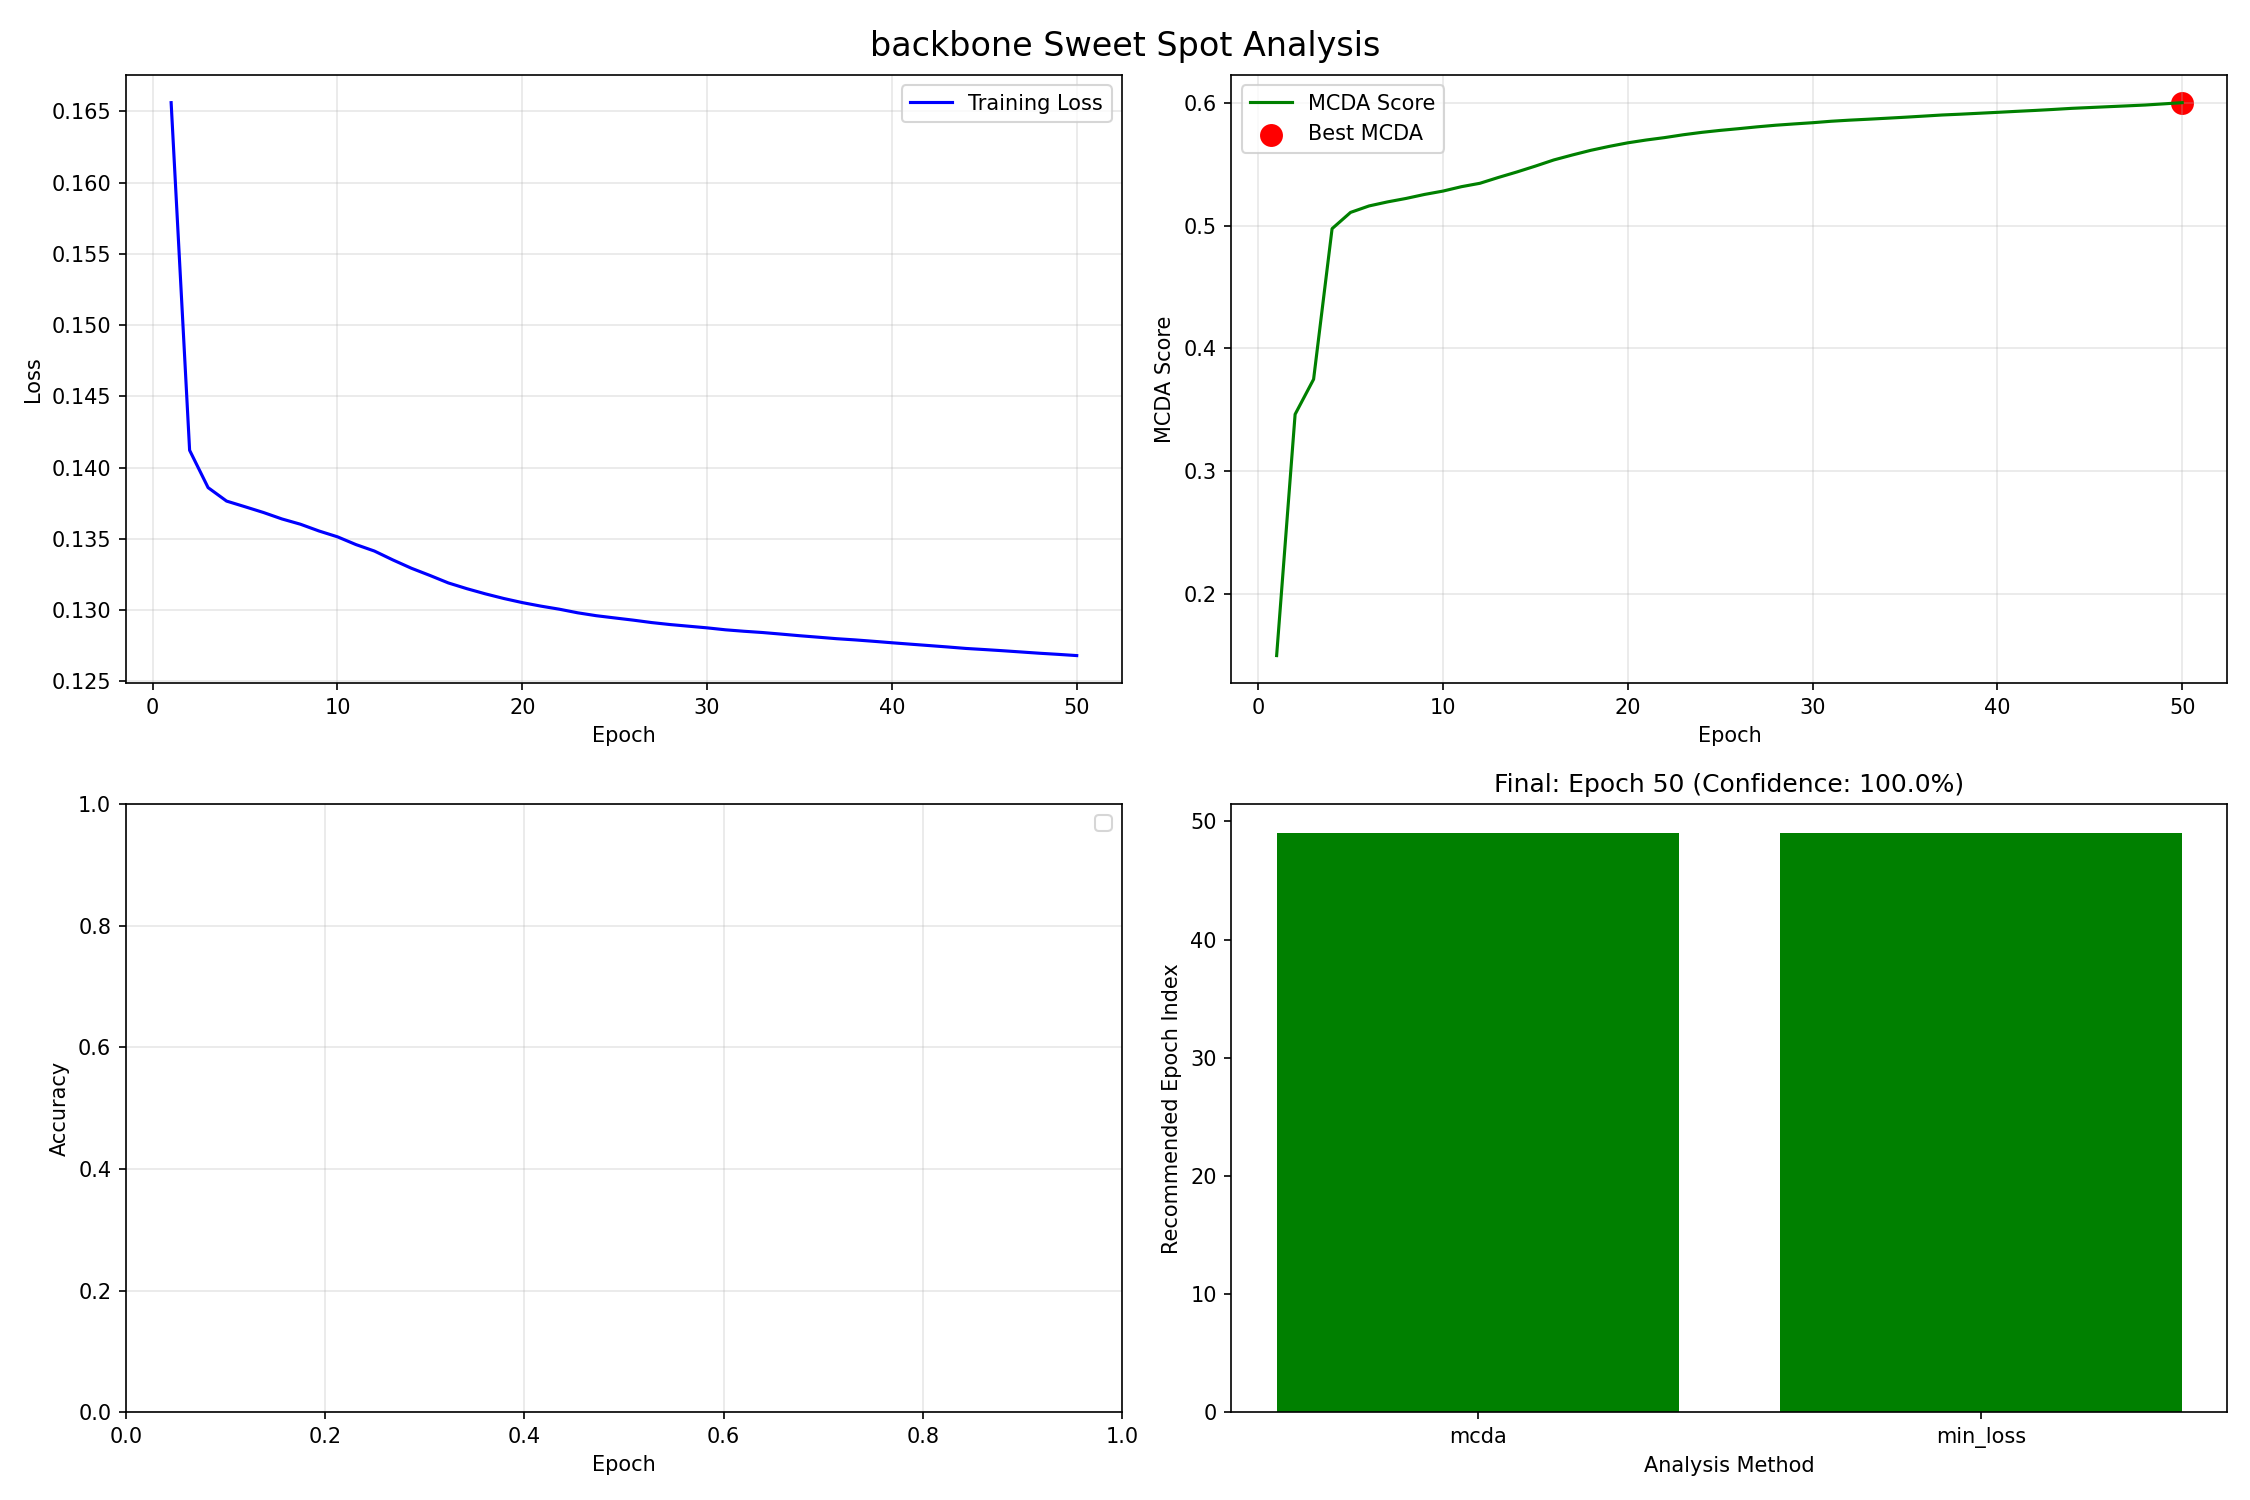 backbone Sweet Spot Analysis
0.165
0.160
0.155
0.150
0.145
0.140
0.135
0.130
0.125
Loss
Training Loss
0 10 20 30 40 50
Epoch
0.6
0.5
0.4
0.3
0.2
MCDA Score
MCDA Score
Best MCDA
0 10 20 30 40 50
Epoch
1.0
0.8
0.6
0.4
0.2
0.0
Accuracy
0.0 0.2 0.4 0.6 0.8 1.0
Epoch
Final: Epoch 50 (Confidence: 100.0%)
50
40
30
20
10
0
Recommended Epoch Index
mcda min_loss
Analysis Method